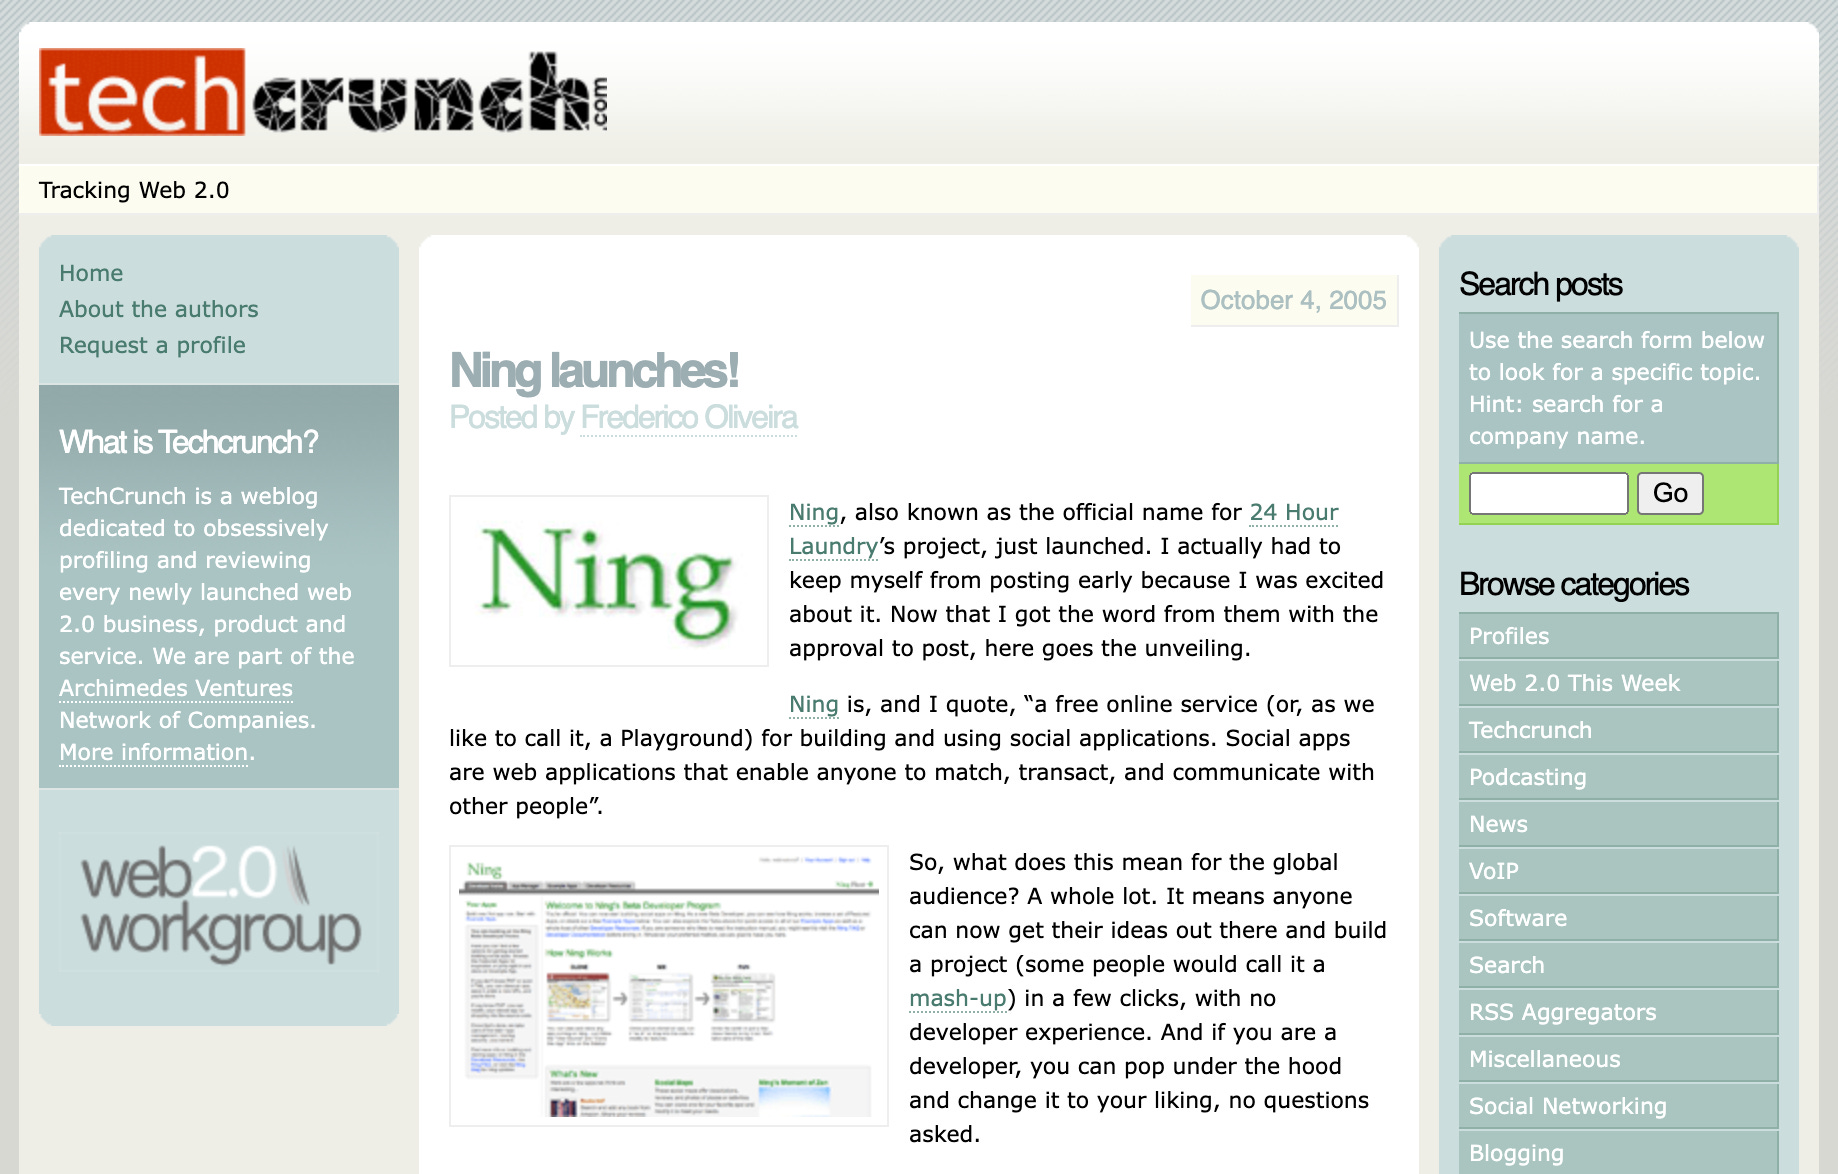 techcrunch.com
Tracking Web 2.0
Home
About the authors
Request a profile
What is Techcrunch?
TechCrunch is a weblog
dedicated to obsessively
profiling and reviewing
every newly launched web
2.0 business, product and
service. We are part of the
Archimedes Ventures
Network of Companies.
More information.
web2.0
workgroup
October 4, 2005
Ning launches!
Posted by Frederico Oliveira
Ning
Ning, also known as the official name for 24 Hour
Laundry’s project, just launched. I actually had to
keep myself from posting early because I was excited
about it. Now that I got the word from them with the
approval to post, here goes the unveiling.
Ning is, and I quote, “a free online service (or, as we
like to call it, a Playground) for building and using social applications. Social apps
are web applications that enable anyone to match, transact, and communicate with
other people”.
Ning
Welcome to Ning's Beta Developer Program
How Ning Works
What's New
So, what does this mean for the global
audience? A whole lot. It means anyone
can now get their ideas out there and build
a project (some people would call it a
mash-up) in a few clicks, with no
developer experience. And if you are a
developer, you can pop under the hood
and change it to your liking, no questions
asked.
Search posts
Use the search form below
to look for a specific topic.
Hint: search for a
company name.
Go
Browse categories
Profiles
Web 2.0 This Week
Techcrunch
Podcasting
News
VoIP
Software
Search
RSS Aggregators
Miscellaneous
Social Networking
Blogging